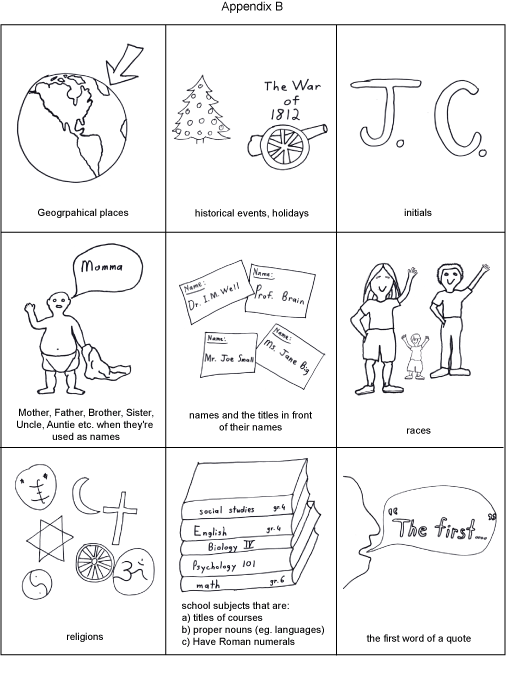 Appendix B
Geogrpahical places
The War
of
1812
historical events, holidays
J. C.
initials
Momma
Mother, Father, Brother, Sister,
Uncle, Auntie etc. when they're
used as names
Name:
Dr. I.M. Well
Name:
Prof. Brain
Name:
Mr. Joe Small
Name:
Ms. Jane Big
names and the titles in front
of their names
races
religions
social studies gr.4
English gr.4
Biology IV
Psychology 101
math gr.6
school subjects that are:
a) titles of courses
b) proper nouns (eg. languages)
c) Have Roman numerals
"The first...."
the first word of a quote